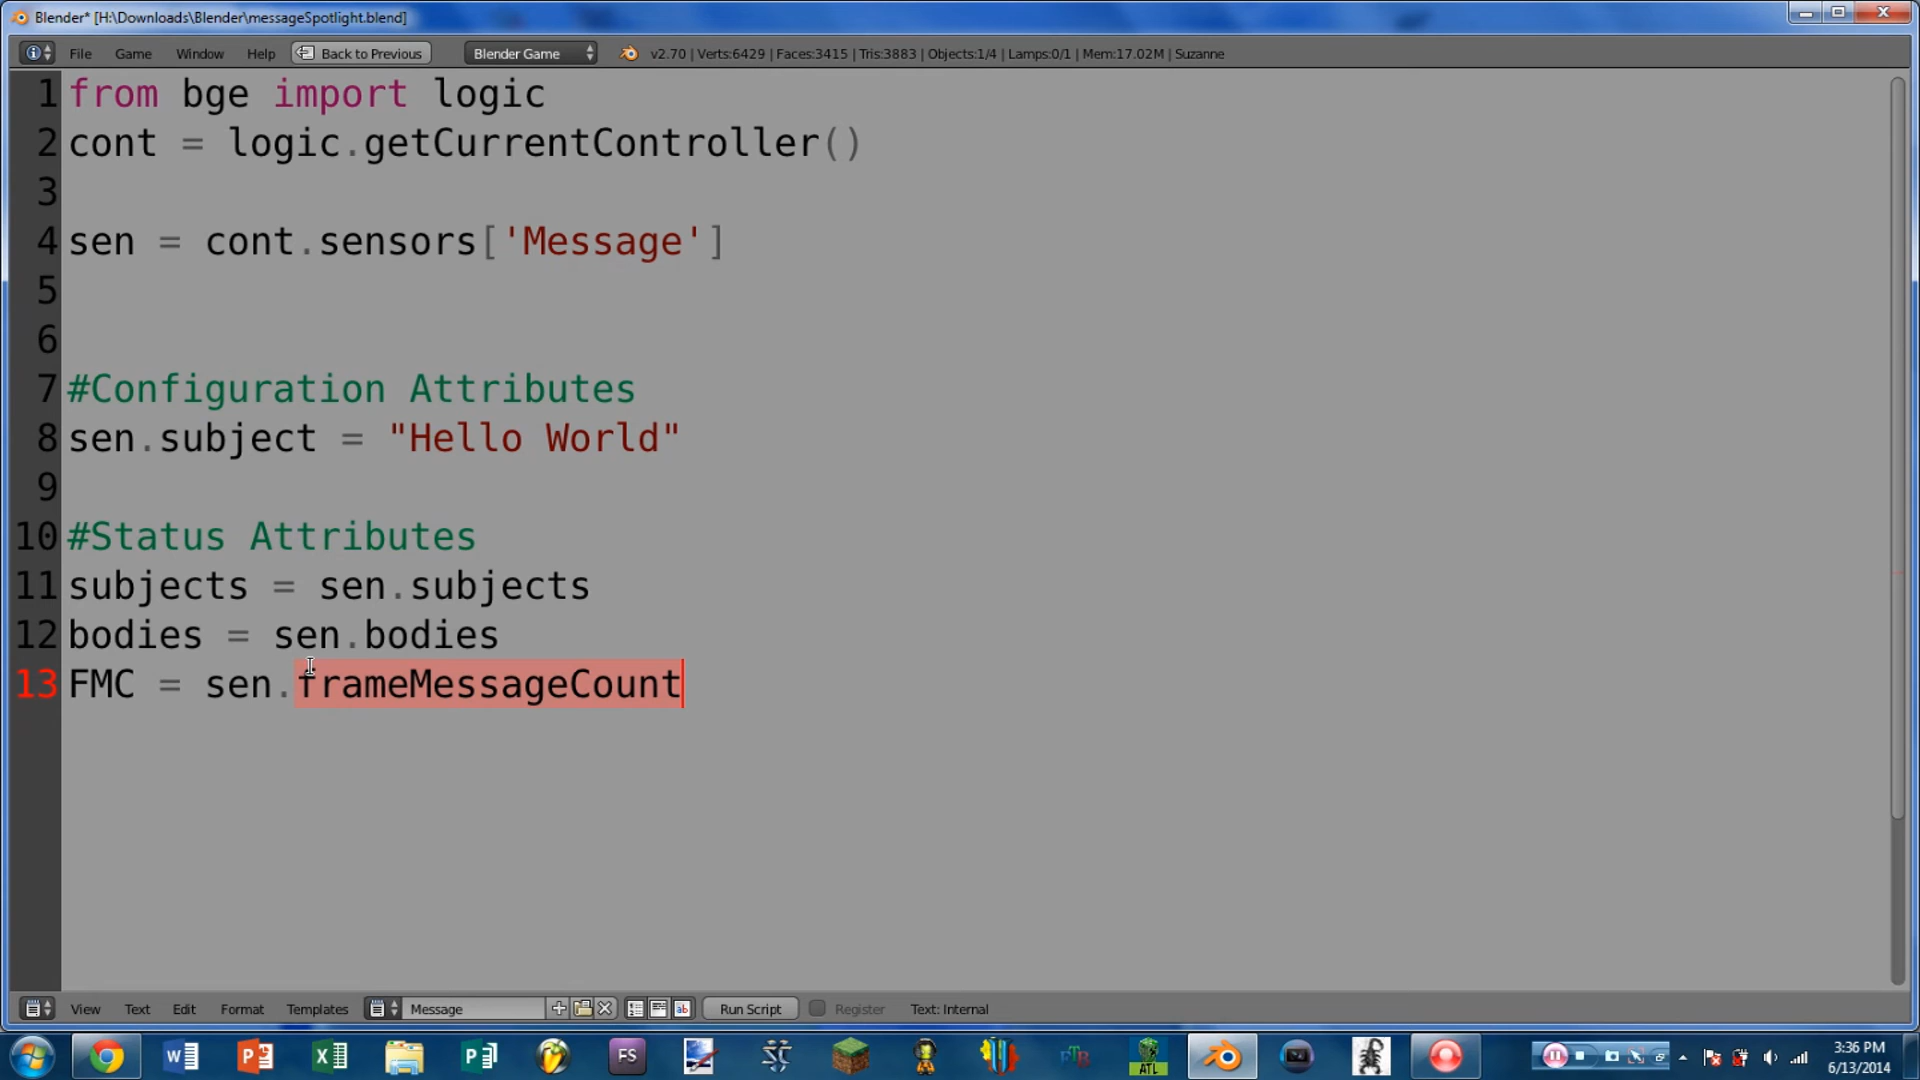 Blender* [H:\Downloads\Blender\messageSpotlight.blend]
File Game Window Help Back to Previous Blender Game v2.70 | Verts:6429 | Faces:3415 | Tris:3883 | Objects:1/4 | Lamps:0/1 | Mem:17.02M | Suzanne
1 from bge import logic
2 cont = logic.getCurrentController()
3
4 sen = cont.sensors['Message']
5
6
7 #Configuration Attributes
8 sen.subject = "Hello World"
9
10 #Status Attributes
11 subjects = sen.subjects
12 bodies = sen.bodies
13 FMC = sen.frameMessageCount
View Text Edit Format Templates Message Run Script Register Text: Internal
FS ATL 3:36 PM
6/13/2014